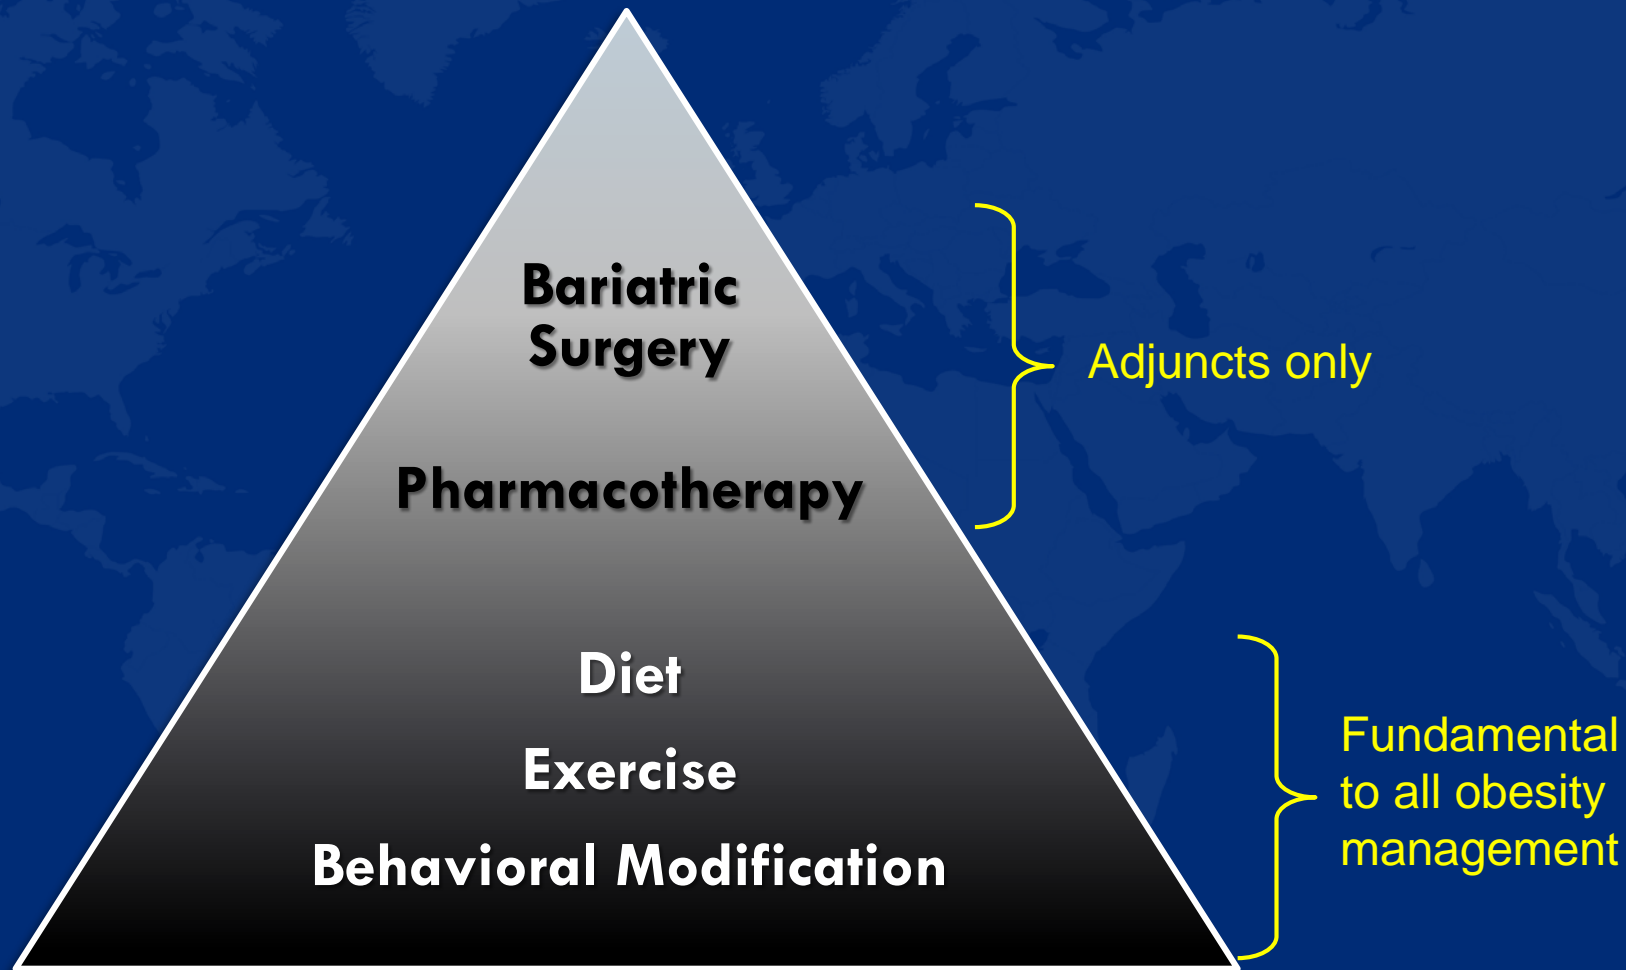 Bariatric
Surgery
Pharmacotherapy
Adjuncts only
Diet
Exercise
Behavioral Modification
Fundamental
to all obesity
management